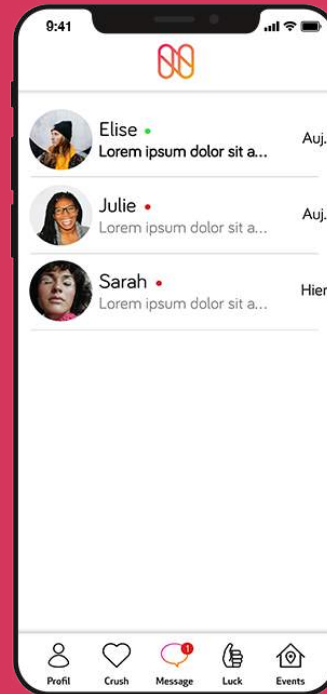 9:41
Elise
Lorem ipsum dolor sit a...
Auj.
Julie
Lorem ipsum dolor sit a...
Auj.
Sarah
Lorem ipsum dolor sit a...
Hier
1
Profil Crush Message Luck Events